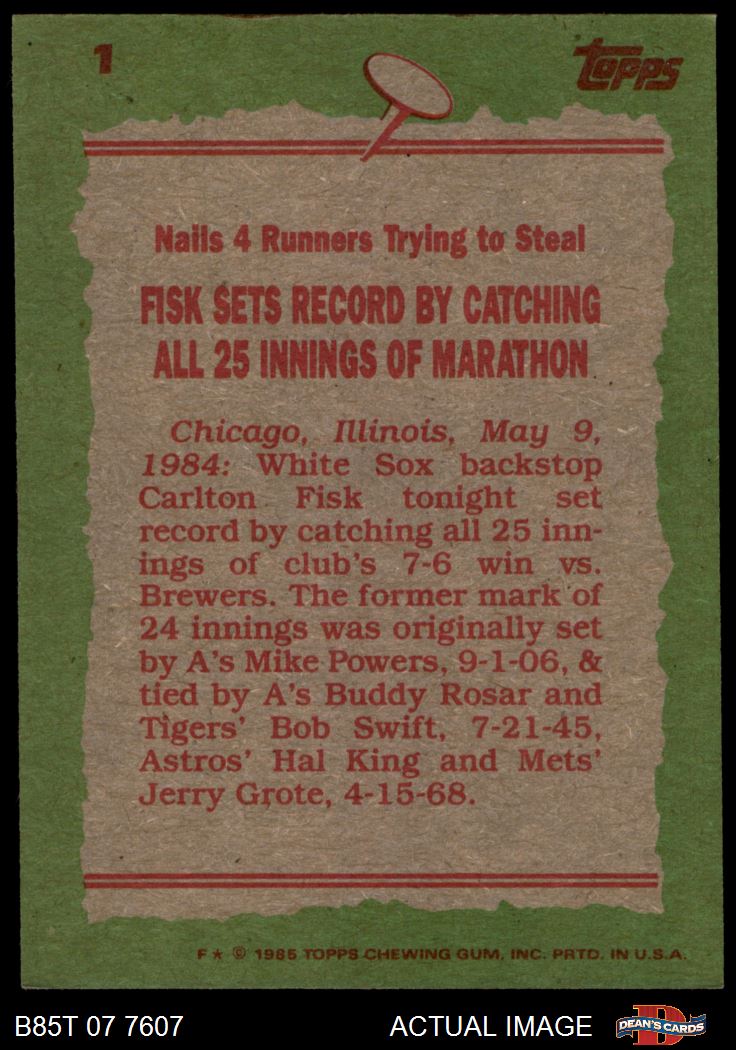 1
Topps
Nails 4 Runners Trying to Steal
FISK SETS RECORD BY CATCHING
ALL 25 INNINGS OF MARATHON
Chicago, Illinois, May 9,
1984: White Sox backstop
Carlton Fisk tonight set
record by catching all 25 inn-
ings of club's 7-6 win vs.
Brewers. The former mark of
24 innings was originally set
by A's Mike Powers, 9-1-06, &
tied by A's Buddy Rosar and
Tigers' Bob Swift, 7-21-45,
Astros' Hal King and Mets'
Jerry Grote, 4-15-68.
F ★ © 1985 TOPPS CHEWING GUM, INC. PRTD. IN U.S.A.
B85T 07 7607 ACTUAL IMAGE
D
DEAN'S CARDS